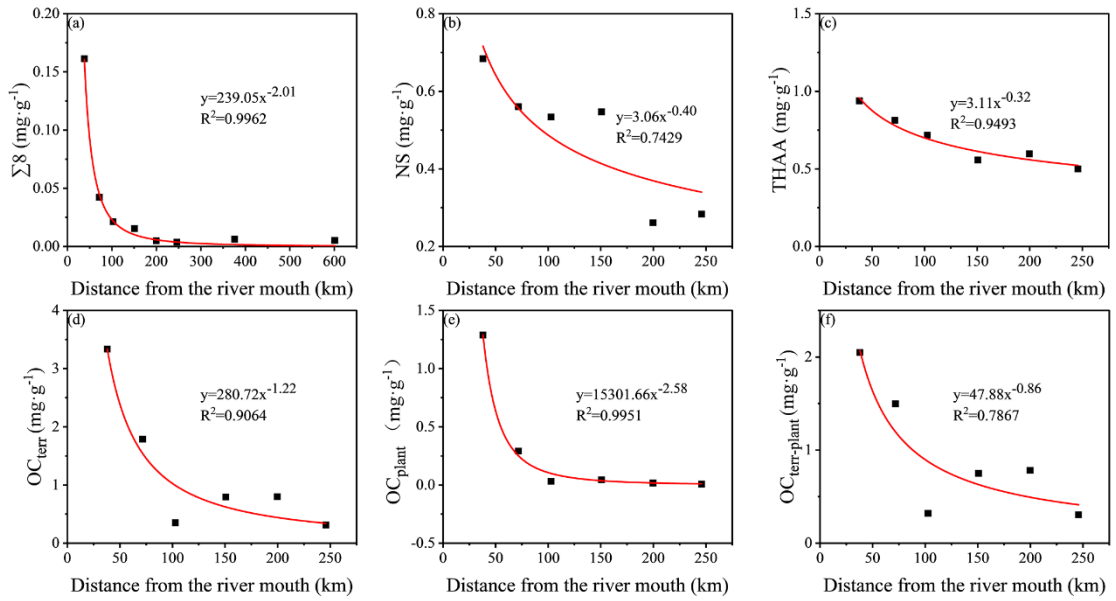 (a)
0.20
0.15
0.10
0.05
0.00
∑8 (mg·g⁻¹)
y=239.05x^-2.01
R²=0.9962
0 100 200 300 400 500 600
Distance from the river mouth (km)
(b)
0.8
0.6
0.4
0.2
NS (mg·g⁻¹)
y=3.06x^-0.40
R²=0.7429
0 50 100 150 200 250
Distance from the river mouth (km)
(c)
1.5
1.0
0.5
0.0
THAA (mg·g⁻¹)
y=3.11x^-0.32
R²=0.9493
0 50 100 150 200 250
Distance from the river mouth (km)
(d)
4
3
2
1
0
OC_terr (mg·g⁻¹)
y=280.72x^-1.22
R²=0.9064
0 50 100 150 200 250
Distance from the river mouth (km)
(e)
1.5
1.0
0.5
0.0
-0.5
OC_plant (mg·g⁻¹)
y=15301.66x^-2.58
R²=0.9951
0 50 100 150 200 250
Distance from the river mouth (km)
(f)
2
1
0
OC_terr-plant (mg·g⁻¹)
y=47.88x^-0.86
R²=0.7867
0 50 100 150 200 250
Distance from the river mouth (km)